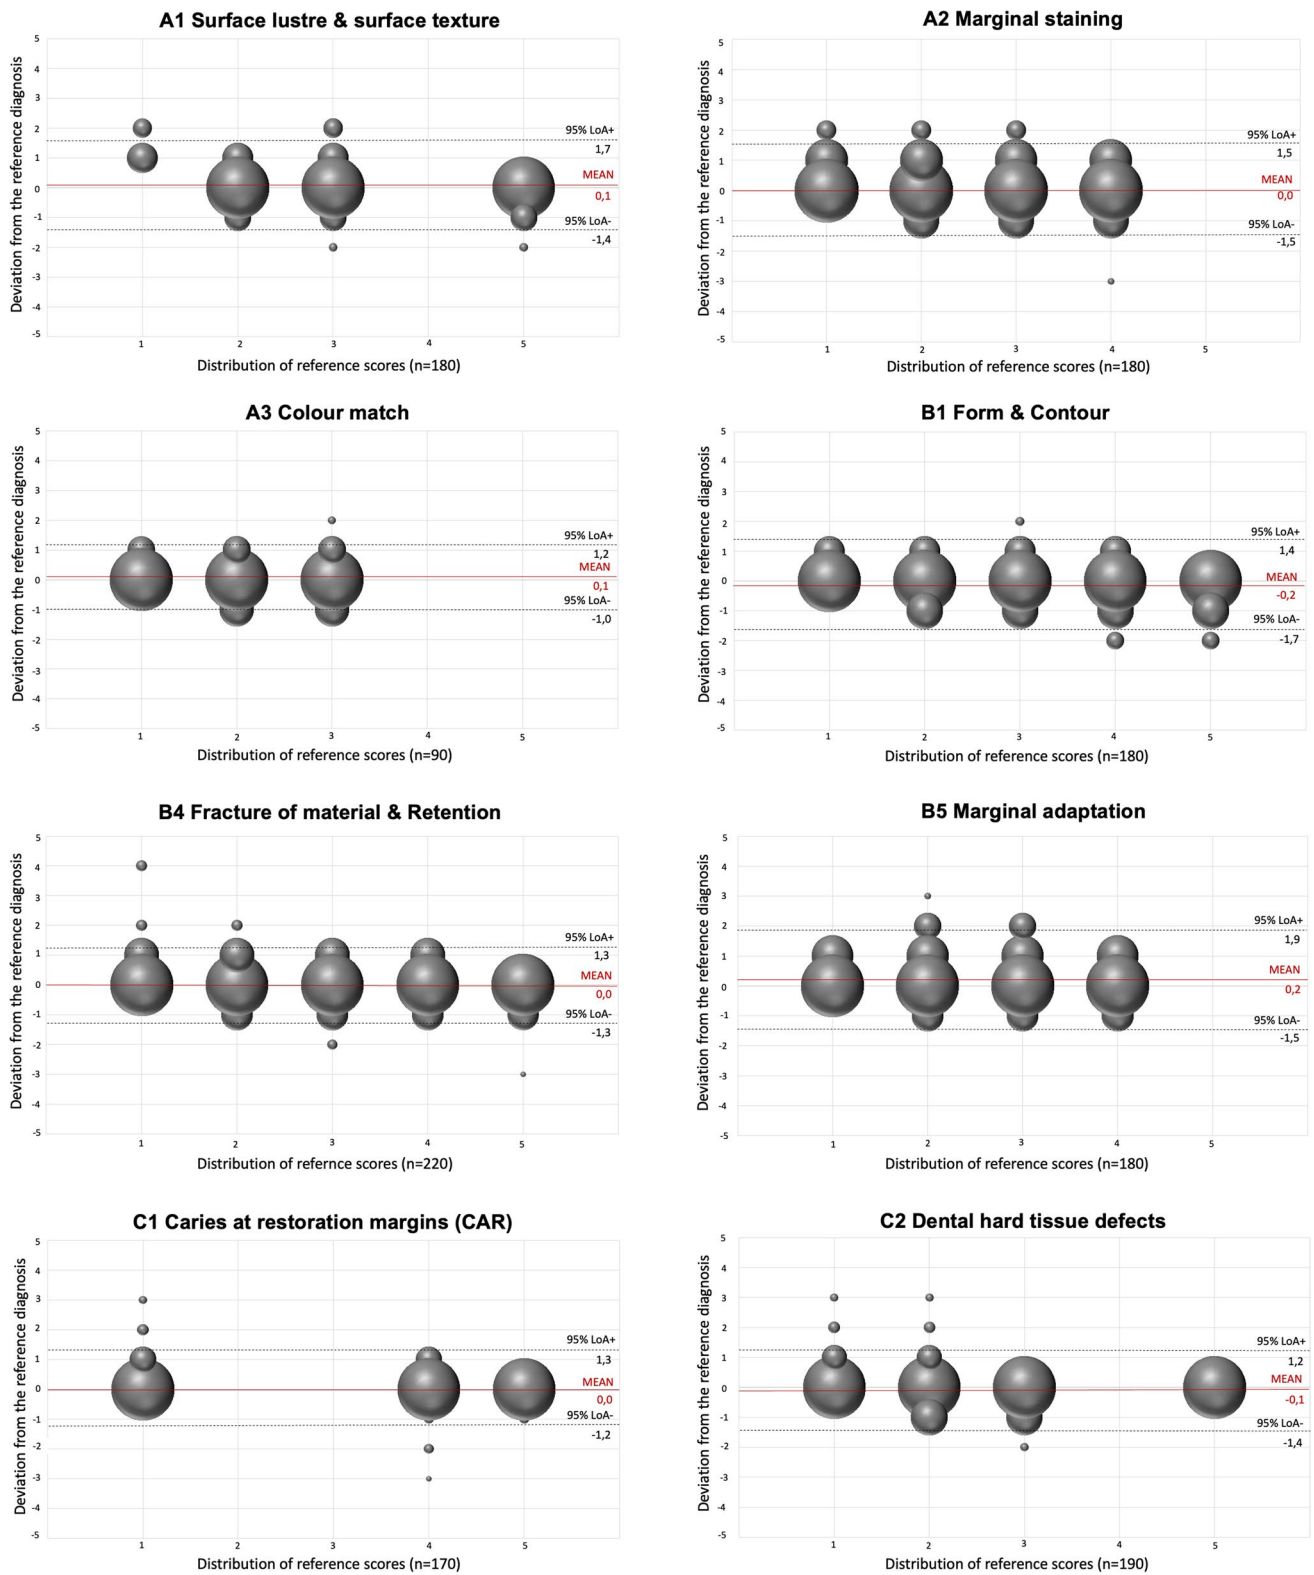 A1 Surface lustre & surface texture
Deviation from the reference diagnosis
5
4
3
2
1
0
-1
-2
-3
-4
-5
95% LoA+
1,7
MEAN
0,1
95% LoA-
-1,4
1 2 3 4 5
Distribution of reference scores (n=180)
A2 Marginal staining
Deviation from the reference diagnosis
5
4
3
2
1
0
-1
-2
-3
-4
-5
95% LoA+
1,5
MEAN
0,0
95% LoA-
-1,5
1 2 3 4 5
Distribution of reference scores (n=180)
A3 Colour match
Deviation from the reference diagnosis
5
4
3
2
1
0
-1
-2
-3
-4
-5
95% LoA+
1,2
MEAN
0,1
95% LoA-
-1,0
1 2 3 4 5
Distribution of reference scores (n=90)
B1 Form & Contour
Deviation from the reference diagnosis
5
4
3
2
1
0
-1
-2
-3
-4
-5
95% LoA+
1,4
MEAN
-0,2
95% LoA-
-1,7
1 2 3 4 5
Distribution of reference scores (n=180)
B4 Fracture of material & Retention
Deviation from the reference diagnosis
5
4
3
2
1
0
-1
-2
-3
-4
-5
95% LoA+
1,3
MEAN
0,0
95% LoA-
-1,3
1 2 3 4 5
Distribution of refernce scores (n=220)
B5 Marginal adaptation
Deviation from the reference diagnosis
5
4
3
2
1
0
-1
-2
-3
-4
-5
95% LoA+
1,9
MEAN
0,2
95% LoA-
-1,5
1 2 3 4 5
Distribution of reference scores (n=180)
C1 Caries at restoration margins (CAR)
Deviation from the reference diagnosis
5
4
3
2
1
0
-1
-2
-3
-4
-5
95% LoA+
1,3
MEAN
0,0
95% LoA-
-1,2
1 2 3 4 5
Distribution of reference scores (n=170)
C2 Dental hard tissue defects
Deviation from the reference diagnosis
5
4
3
2
1
0
-1
-2
-3
-4
-5
95% LoA+
1,2
MEAN
-0,1
95% LoA-
-1,4
1 2 3 4 5
Distribution of reference scores (n=190)